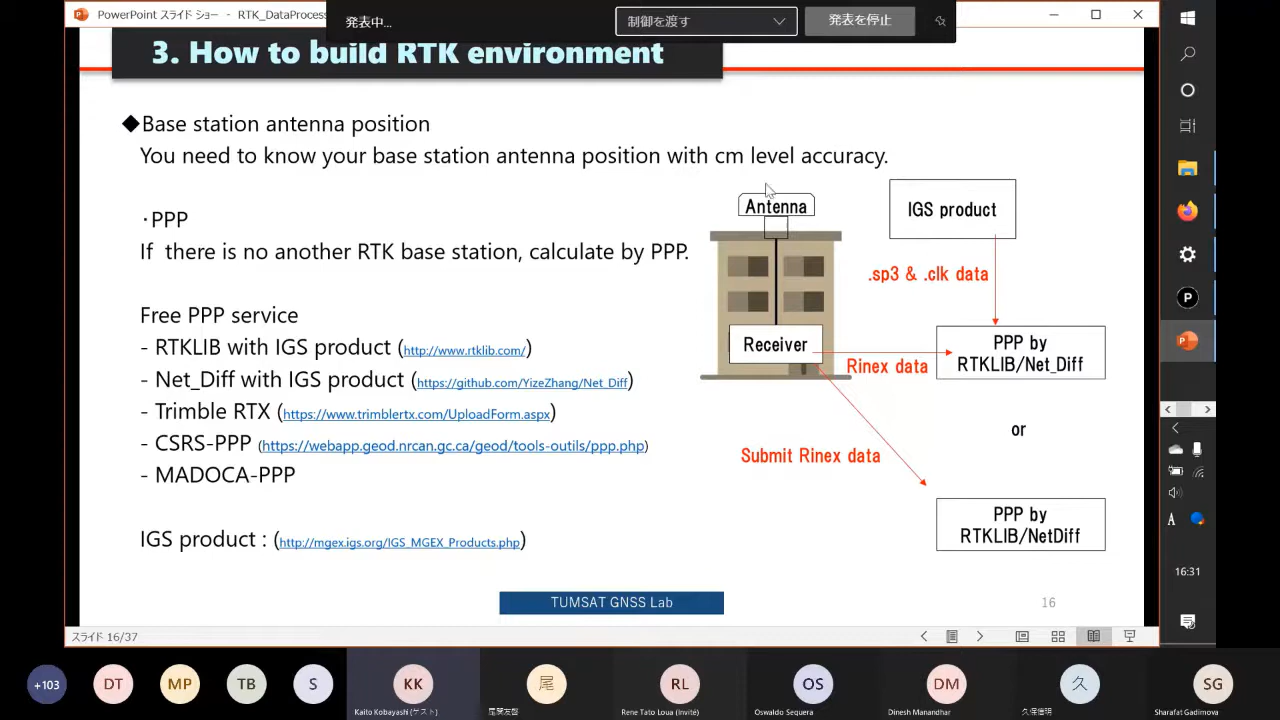 PowerPoint スライド ショー - RTK_DataProcess
発表中...
制御を渡す
発表を停止
3. How to build RTK environment
◆Base station antenna position
You need to know your base station antenna position with cm level accuracy.
・PPP
If there is no another RTK base station, calculate by PPP.
Free PPP service
- RTKLIB with IGS product (http://www.rtklib.com/)
- Net_Diff with IGS product (https://github.com/YizeZhang/Net_Diff)
- Trimble RTX (https://www.trimblertx.com/UploadForm.aspx)
- CSRS-PPP (https://webapp.geod.nrcan.gc.ca/geod/tools-outils/ppp.php)
- MADOCA-PPP
IGS product : (http://mgex.igs.org/IGS_MGEX_Products.php)
Antenna
IGS product
.sp3 & .clk data
Receiver
Rinex data
PPP by
RTKLIB/Net_Diff
or
Submit Rinex data
PPP by
RTKLIB/NetDiff
TUMSAT GNSS Lab
16
スライド 16/37
P
A
16:31
+103
DT
MP
TB
S
KK
Kaito Kobayashi (ゲスト)
尾
RL
Rene Tato Loua (Invité)
OS
Oswaldo Sequera
DM
Dinesh Manandhar
久
久保信明
SG
Sharafat Gadimova